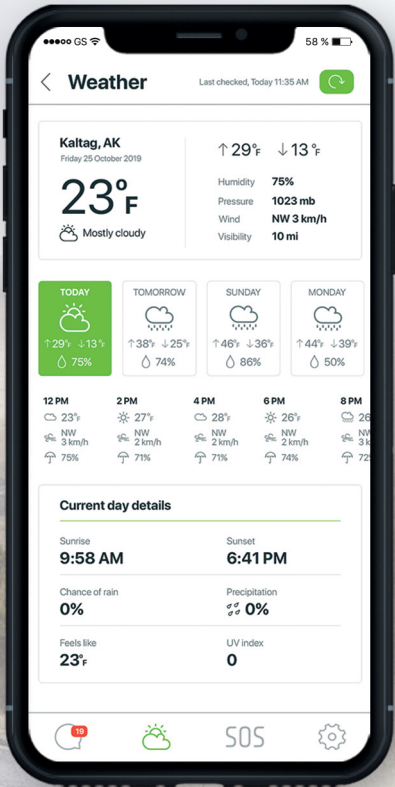 GS 58 %
Weather Last checked, Today 11:35 AM
Kaltag, AK
Friday 25 October 2019
23°F
Mostly cloudy
↑29°F ↓13°F
Humidity 75%
Pressure 1023 mb
Wind NW 3 km/h
Visibility 10 mi
TODAY TOMORROW SUNDAY MONDAY
↑29°F ↓13°F ↑38°F ↓25°F ↑46°F ↓36°F ↑44°F ↓39°F
75% 74% 86% 50%
12 PM 2 PM 4 PM 6 PM 8 PM
23° 27° 28° 26° 26
NW NW NW NW NW
3 km/h 2 km/h 2 km/h 2 km/h 3 k
75% 71% 71% 74% 72
Current day details
Sunrise Sunset
9:58 AM 6:41 PM
Chance of rain Precipitation
0% 0%
Feels like UV index
23°F 0
19 SOS